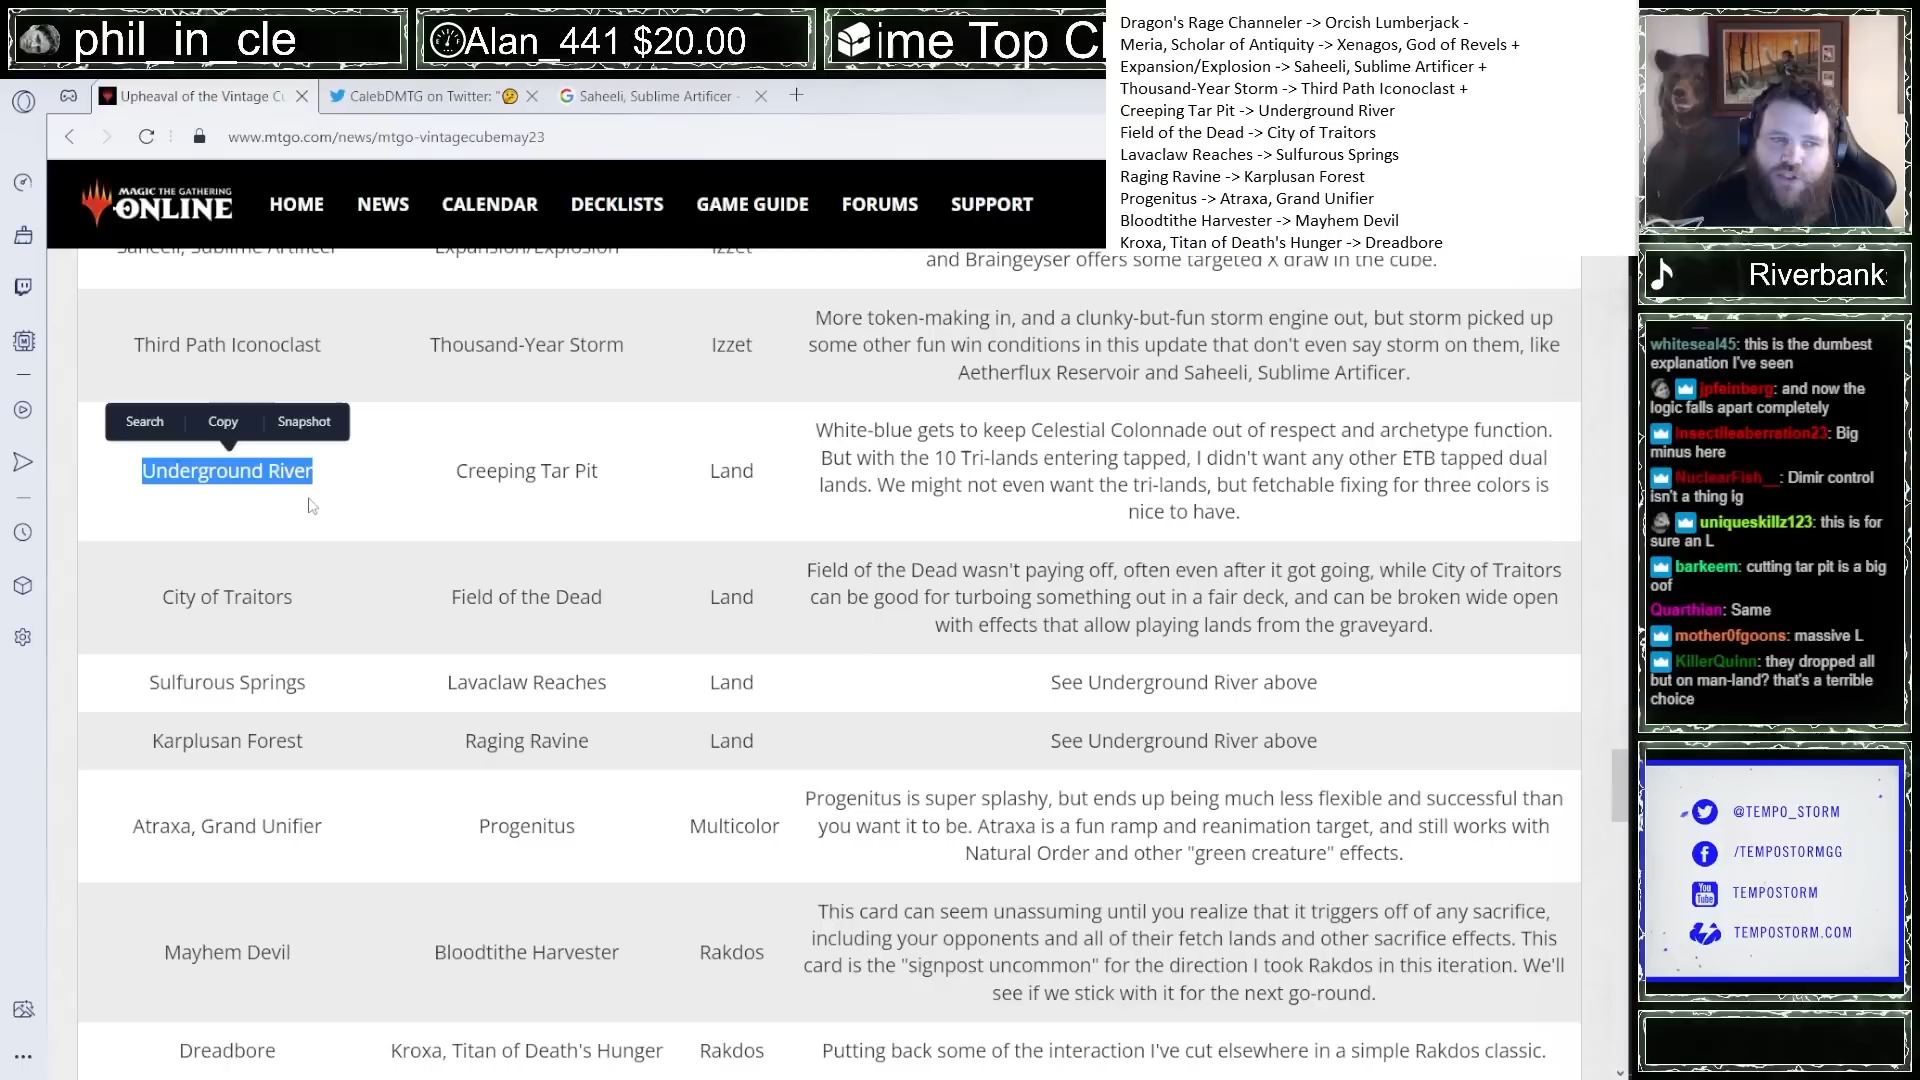 phil_in_cle
Alan_441 $20.00
ime Top C
Dragon's Rage Channeler -> Orcish Lumberjack -
Meria, Scholar of Antiquity -> Xenagos, God of Revels +
Expansion/Explosion -> Saheeli, Sublime Artificer +
Thousand-Year Storm -> Third Path Iconoclast +
Creeping Tar Pit -> Underground River
Field of the Dead -> City of Traitors
Lavaclaw Reaches -> Sulfurous Springs
Raging Ravine -> Karplusan Forest
Progenitus -> Atraxa, Grand Unifier
Bloodtithe Harvester -> Mayhem Devil
Kroxa, Titan of Death's Hunger -> Dreadbore
Upheaval of the Vintage Cu
CalebDMTG on Twitter: "🤔
Saheeli, Sublime Artificer -
www.mtgo.com/news/mtgo-vintagecubemay23
MAGIC THE GATHERING
ONLINE
HOME NEWS CALENDAR DECKLISTS GAME GUIDE FORUMS SUPPORT
Saheeli, Sublime Artificer Expansion/Explosion Izzet
and Braingeyser offers some targeted X draw in the cube.
Third Path Iconoclast Thousand-Year Storm Izzet
More token-making in, and a clunky-but-fun storm engine out, but storm picked up
some other fun win conditions in this update that don't even say storm on them, like
Aetherflux Reservoir and Saheeli, Sublime Artificer.
Search Copy Snapshot
Underground River Creeping Tar Pit Land
White-blue gets to keep Celestial Colonnade out of respect and archetype function.
But with the 10 Tri-lands entering tapped, I didn't want any other ETB tapped dual
lands. We might not even want the tri-lands, but fetchable fixing for three colors is
nice to have.
City of Traitors Field of the Dead Land
Field of the Dead wasn't paying off, often even after it got going, while City of Traitors
can be good for turboing something out in a fair deck, and can be broken wide open
with effects that allow playing lands from the graveyard.
Sulfurous Springs Lavaclaw Reaches Land See Underground River above
Karplusan Forest Raging Ravine Land See Underground River above
Atraxa, Grand Unifier Progenitus Multicolor
Progenitus is super splashy, but ends up being much less flexible and successful than
you want it to be. Atraxa is a fun ramp and reanimation target, and still works with
Natural Order and other "green creature" effects.
Mayhem Devil Bloodtithe Harvester Rakdos
This card can seem unassuming until you realize that it triggers off of any sacrifice,
including your opponents and all of their fetch lands and other sacrifice effects. This
card is the "signpost uncommon" for the direction I took Rakdos in this iteration. We'll
see if we stick with it for the next go-round.
Dreadbore Kroxa, Titan of Death's Hunger Rakdos Putting back some of the interaction I've cut elsewhere in a simple Rakdos classic.
Riverbank
whiteseal45: this is the dumbest
explanation I've seen
jpfeinberg: and now the
logic falls apart completely
insectileaberration23: Big
minus here
NuclearFish__: Dimir control
isn't a thing ig
uniqueskillz123: this is for
sure an L
barkeem: cutting tar pit is a big
oof
Quarthian: Same
mother0fgoons: massive L
KillerQuinn: they dropped all
but on man-land? that's a terrible
choice
@TEMPO_STORM
/TEMPOSTORMGG
You Tube TEMPOSTORM
TEMPOSTORM.COM